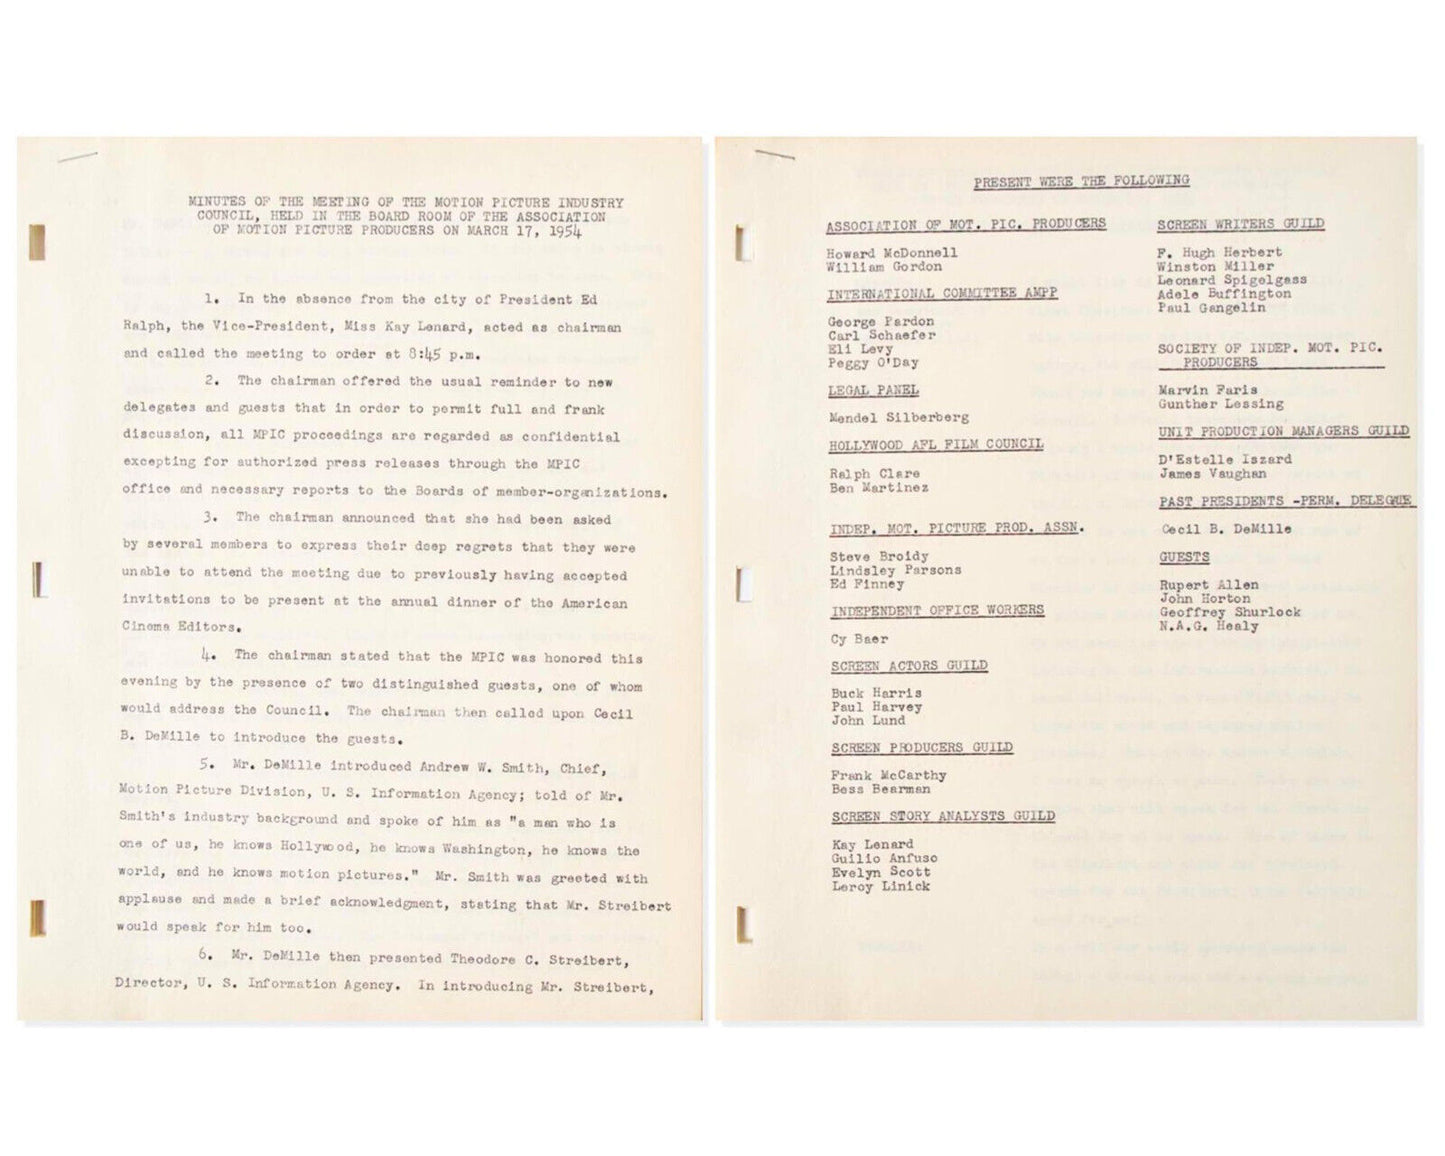 MINUTES OF THE MEETING OF THE MOTION PICTURE INDUSTRY
COUNCIL, HELD IN THE BOARD ROOM OF THE ASSOCIATION
OF MOTION PICTURE PRODUCERS ON MARCH 17, 1954
1. In the absence from the city of President Ed
Ralph, the Vice-President, Miss Kay Lenard, acted as chairman
and called the meeting to order at 8:45 p.m.
2. The chairman offered the usual reminder to new
delegates and guests that in order to permit full and frank
discussion, all MPIC proceedings are regarded as confidential
excepting for authorized press releases through the MPIC
office and necessary reports to the Boards of member-organizations.
3. The chairman announced that she had been asked
by several members to express their deep regrets that they were
unable to attend the meeting due to previously having accepted
invitations to be present at the annual dinner of the American
Cinema Editors.
4. The chairman stated that the MPIC was honored this
evening by the presence of two distinguished guests, one of whom
would address the Council. The chairman then called upon Cecil
B. DeMille to introduce the guests.
5. Mr. DeMille introduced Andrew W. Smith, Chief,
Motion Picture Division, U. S. Information Agency; told of Mr.
Smith's industry background and spoke of him as "a man who is
one of us, he knows Hollywood, he knows Washington, he knows the
world, and he knows motion pictures." Mr. Smith was greeted with
applause and made a brief acknowledgment, stating that Mr. Streibert
would speak for him too.
6. Mr. DeMille then presented Theodore C. Streibert,
Director, U. S. Information Agency. In introducing Mr. Streibert,
PRESENT WERE THE FOLLOWING
ASSOCIATION OF MOT. PIC. PRODUCERS
Howard McDonnell
William Gordon
INTERNATIONAL COMMITTEE AMPP
George Pardon
Carl Schaefer
Eli Levy
Peggy O'Day
LEGAL PANEL
Mendel Silberberg
HOLLYWOOD AFL FILM COUNCIL
Ralph Clare
Ben Martinez
INDEP. MOT. PICTURE PROD. ASSN.
Steve Broidy
Lindsley Parsons
Ed Finney
INDEPENDENT OFFICE WORKERS
Cy Baer
SCREEN ACTORS GUILD
Buck Harris
Paul Harvey
John Lund
SCREEN PRODUCERS GUILD
Frank McCarthy
Bess Bearman
SCREEN STORY ANALYSTS GUILD
Kay Lenard
Guilio Anfuso
Evelyn Scott
Leroy Linick
SCREEN WRITERS GUILD
F. Hugh Herbert
Winston Miller
Leonard Spigelgass
Adele Buffington
Paul Gangelin
SOCIETY OF INDEP. MOT. PIC.
PRODUCERS
Marvin Faris
Gunther Lessing
UNIT PRODUCTION MANAGERS GUILD
D'Estelle Iszard
James Vaughan
PAST PRESIDENTS -PERM.
Cecil B. DeMille
GUESTS
Rupert Allen
John Horton
Geoffrey Shurlock
N.A.G. Healy